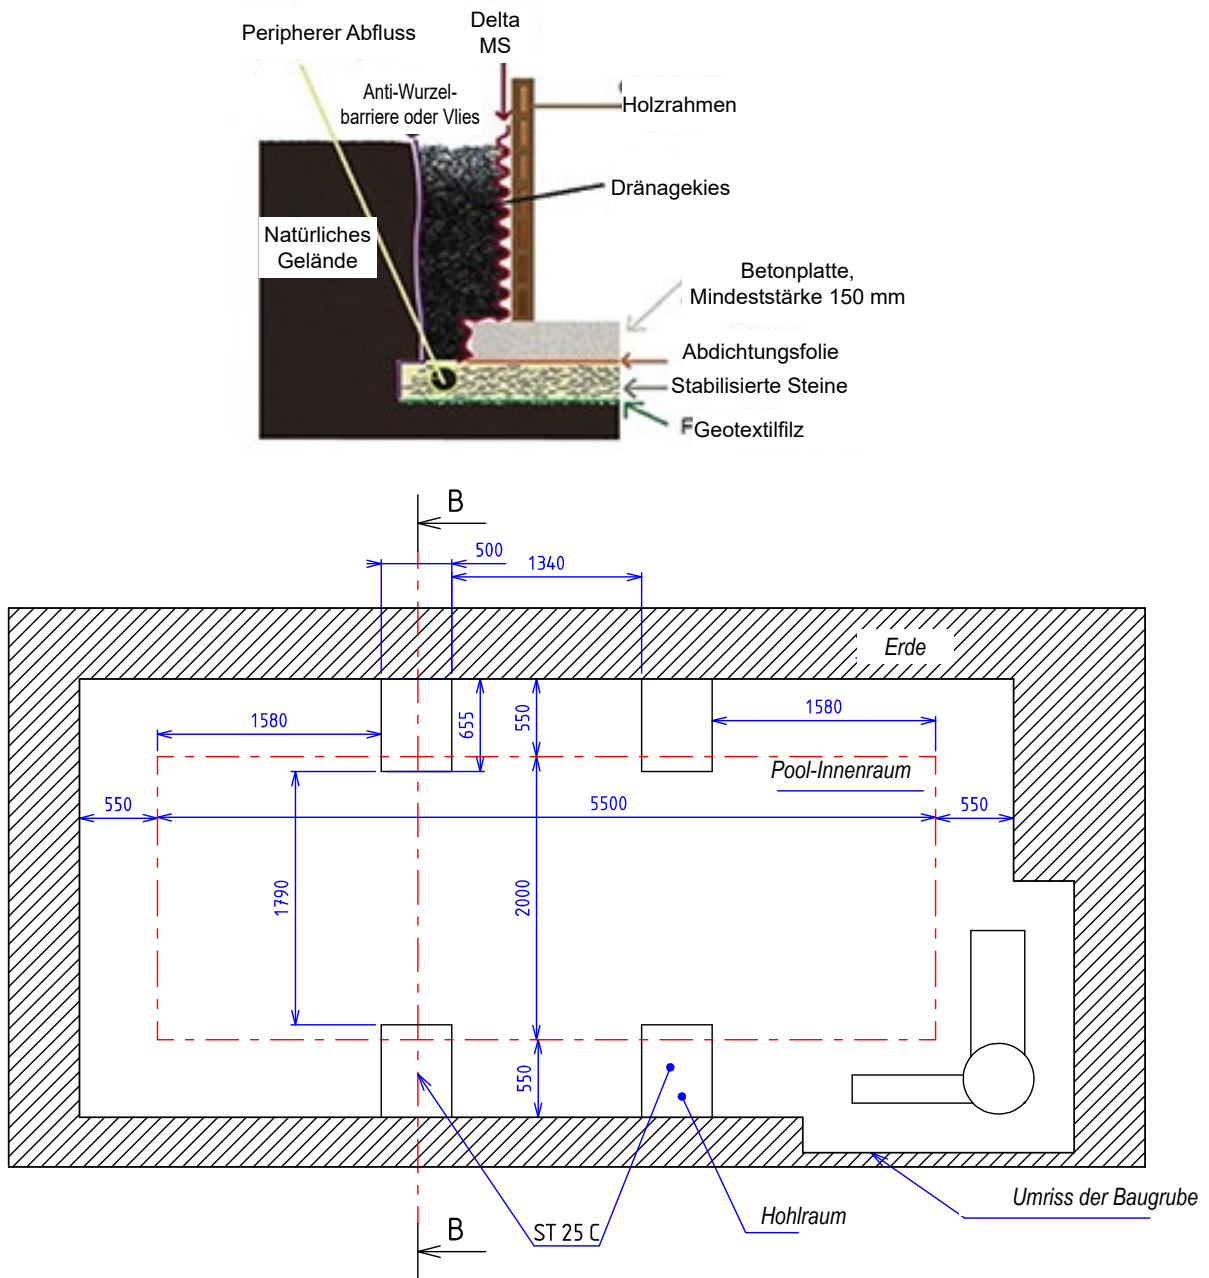 Peripherer Abfluss
Delta
MS
Anti-Wurzel-
barriere oder Vlies
Holzrahmen
Dränagekies
Natürliches
Gelände
Betonplatte,
Mindeststärke 150 mm
Abdichtungsfolie
Stabilisierte Steine
FGeotextilfilz
B
500
1340
Erde
1580
655
550
1580
Pool-Innenraum
550
5500
550
1790
2000
550
Umriss der Baugrube
Hohlraum
ST 25 C
B